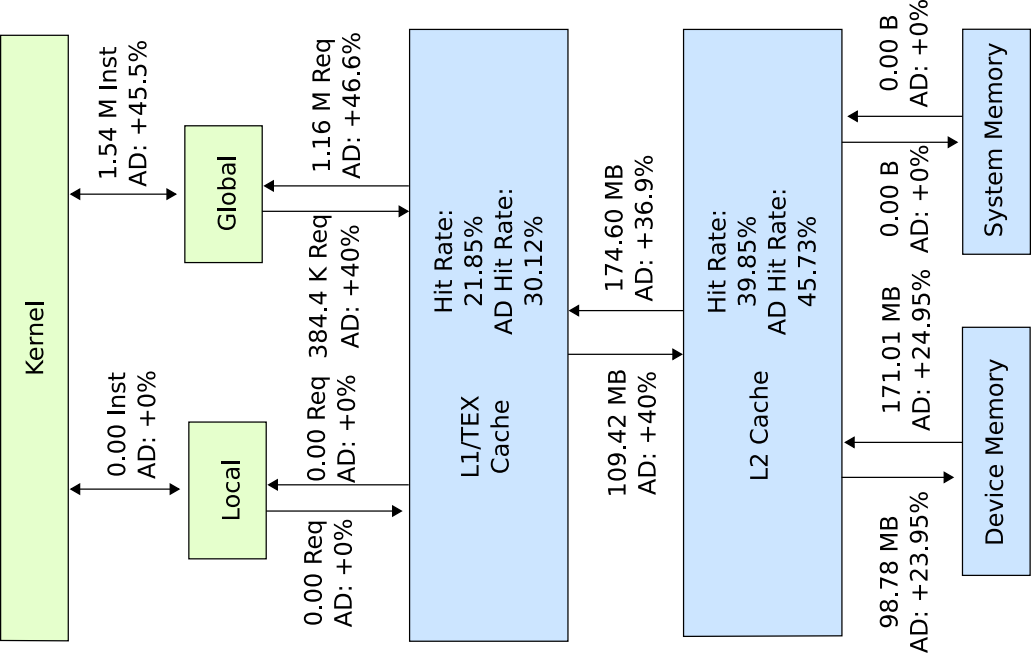 Kernel
1.54 M Inst
AD: +45.5%
0.00 Inst
AD: +0%
Global
Local
1.16 M Req
AD: +46.6%
384.4 K Req
AD: +40%
0.00 Req
AD: +0%
0.00 Req
AD: +0%
Hit Rate:
21.85%
AD Hit Rate:
30.12%
L1/TEX
Cache
174.60 MB
AD: +36.9%
109.42 MB
AD: +40%
Hit Rate:
39.85%
AD Hit Rate:
45.73%
L2 Cache
0.00 B
AD: +0%
0.00 B
AD: +0%
171.01 MB
AD: +24.95%
98.78 MB
AD: +23.95%
System Memory
Device Memory